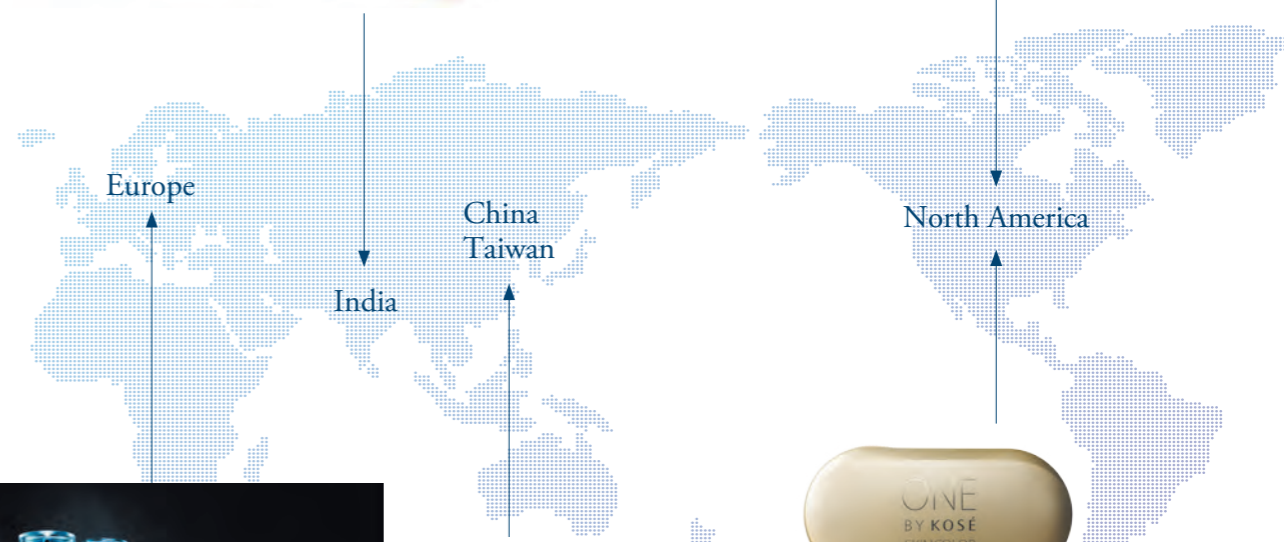 Europe
China
Taiwan
North America
India
ONE
BY KOSÉ